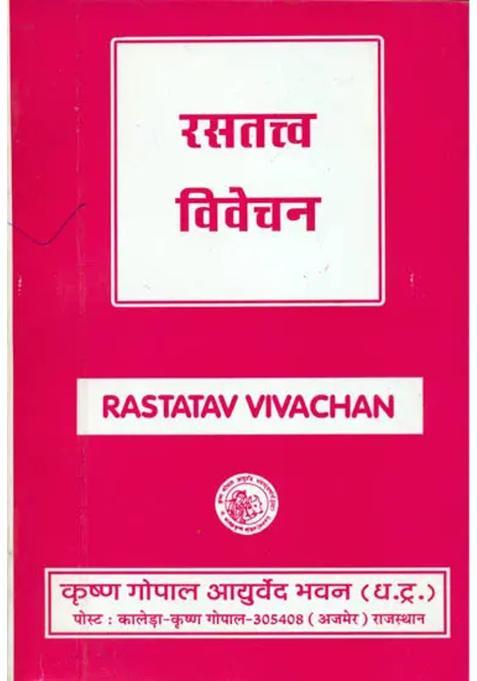 रसतत्त्व
विवेचन
RASTATAV VIVACHAN
कृष्ण गोपाल आयुर्वेद भवन (ध.ट्र.)
पोस्ट : कालेड़ा-कृष्ण गोपाल-305408 ( अजमेर ) राजस्थान